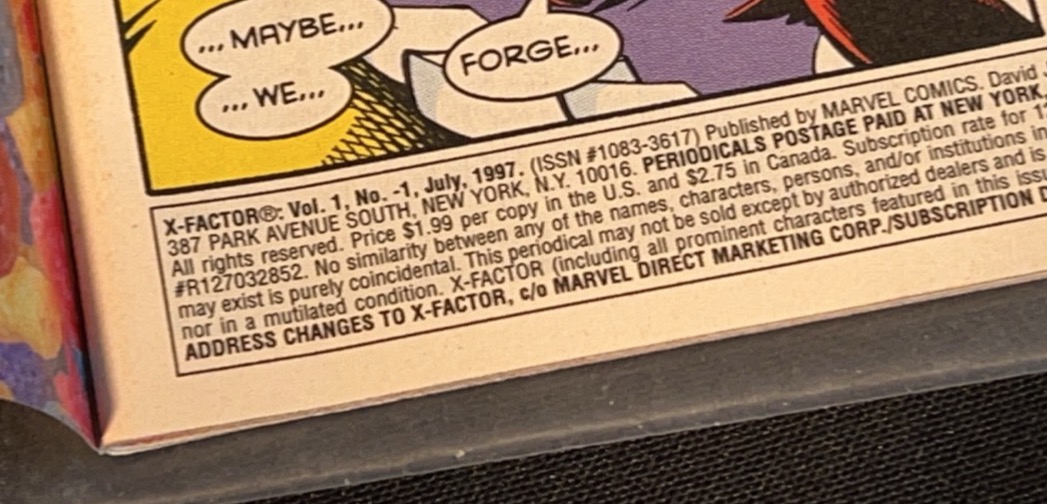 ... MAYBE...
... WE...
FORGE...
X-FACTOR®: Vol. 1, No. -1, July, 1997. (ISSN #1083-3617) Published by MARVEL COMICS. David
387 PARK AVENUE SOUTH, NEW YORK, N.Y. 10016. PERIODICALS POSTAGE PAID AT NEW YORK,
All rights reserved. Price $1.99 per copy in the U.S. and $2.75 in Canada. Subscription rate for
#R127032852. No similarity between any of the names, characters, persons, and/or institutions in
may exist is purely coincidental. This periodical may not be sold except by authorized dealers and is
nor in a mutilated condition. X-FACTOR (including all prominent characters featured in this
ADDRESS CHANGES TO X-FACTOR, c/o MARVEL DIRECT MARKETING CORP./SUBSCRIPTION